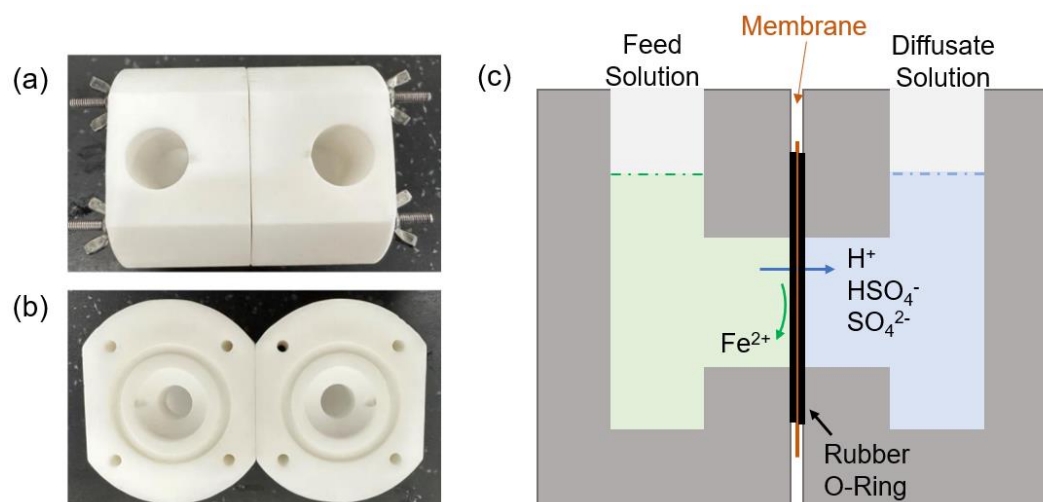 (a)
(b)
(c)
Membrane
Feed
Solution
Diffusate
Solution
H⁺
HSO₄⁻
SO₄²⁻
Fe²⁺
Rubber
O-Ring